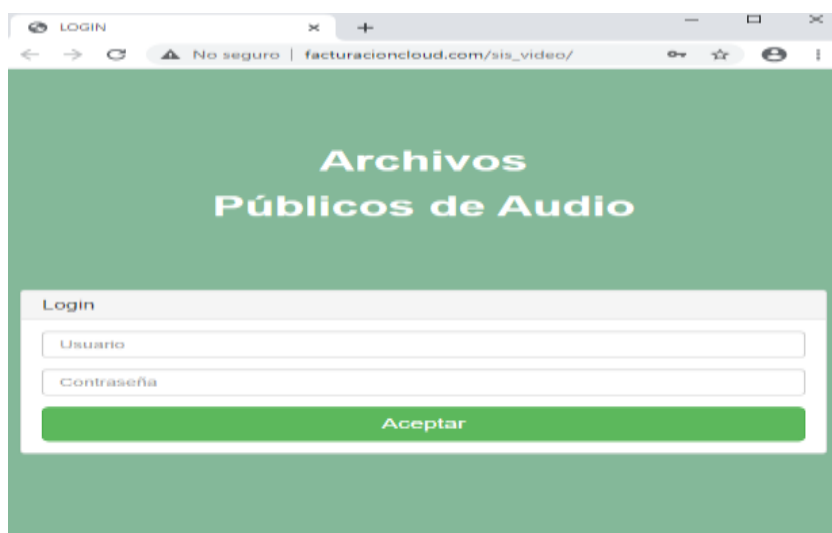 LOGIN
No seguro | facturacioncloud.com/sis_video/
Archivos
Públicos de Audio
Login
Usuario
Contraseña
Aceptar